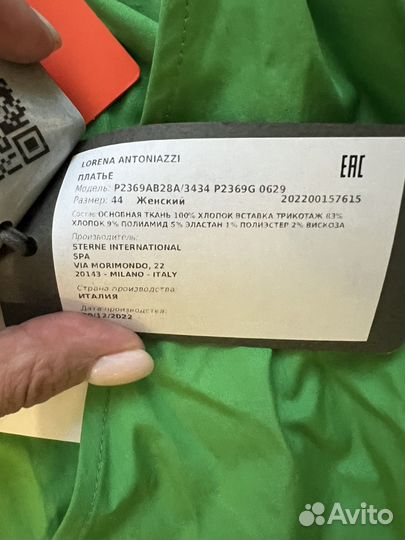 LORENA ANTONIAZZI
ПЛАТЬЕ
Модель: P2369AB28A/3434 P2369G 0629
Размер: 44 Женский 202200157615
EAC
Состав: ОСНОВНАЯ ТКАНЬ 100% ХЛОПОК ВСТАВКА ТРИКОТАЖ 83%
ХЛОПОК 9% ПОЛИАМИД 5% ЭЛАСТАН 1% ПОЛИЭСТЕР 2% ВИСКОЗА
Производитель:
STERNE INTERNATIONAL
SPA
VIA MORIMONDO, 22
20143 - MILANO - ITALY
Страна происхождения:
ИТАЛИЯ
Дата производства:
/12/2022
Avito